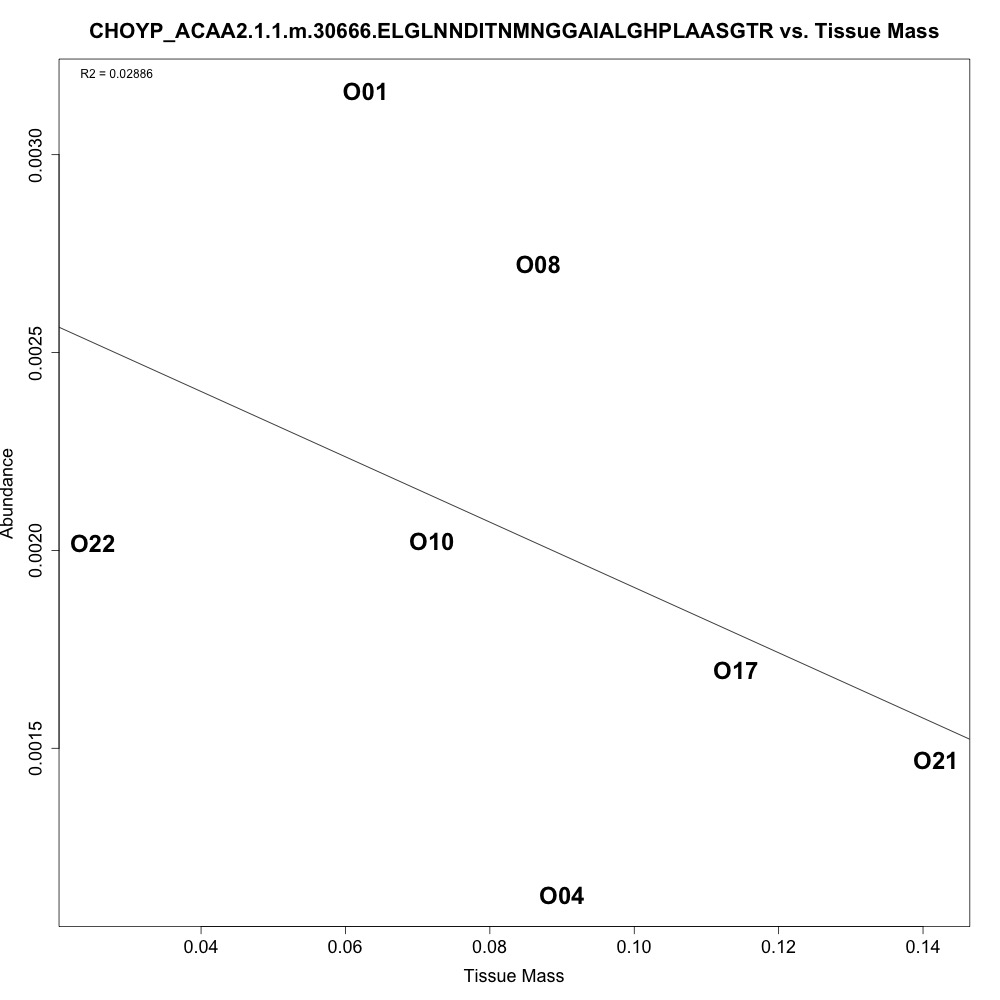 CHOYP_ACAA2.1.1.m.30666.ELGLNNDITNMNGGAIALGHPLAASGTR vs. Tissue Mass
R2 = 0.02886
O01
0.0030
O08
0.0025
Abundance
O22
O10
0.0020
O17
0.0015
O21
O04
0.04 0.06 0.08 0.10 0.12 0.14
Tissue Mass